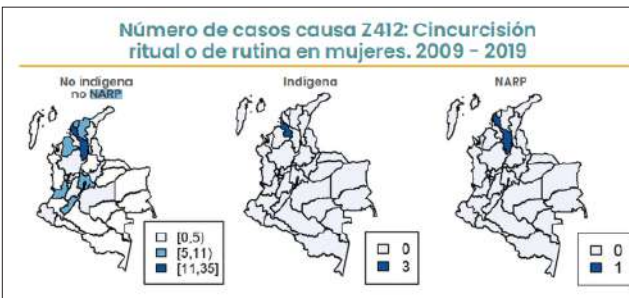 Número de casos causa Z412: Cincurcisión
ritual o de rutina en mujeres. 2009 - 2019
No indígena
no NARP
Indígena
NARP
[0,5)
[5,11)
[11,35]
0
3
0
1